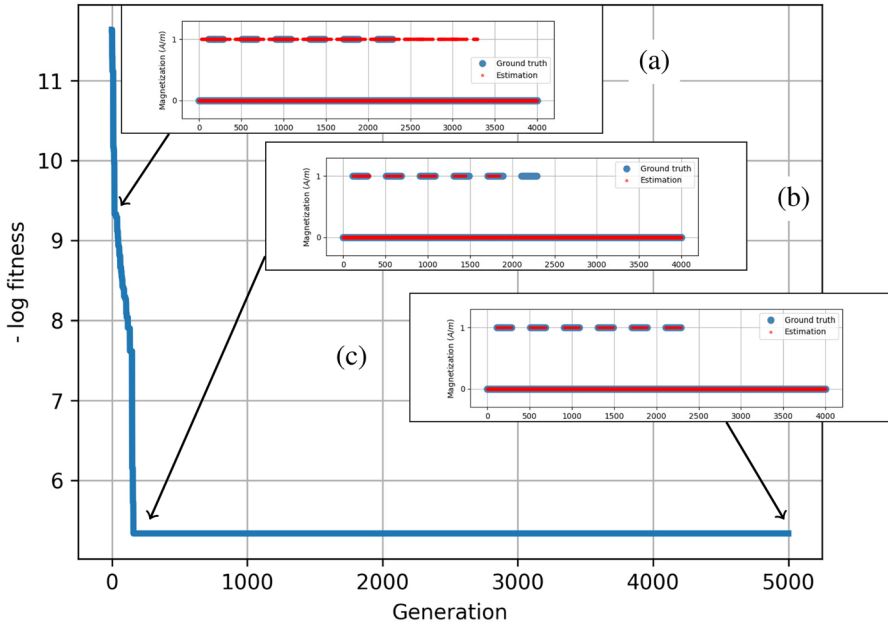 1
0
Magnetization (A/m)
Ground truth
Estimation
0 500 1000 1500 2000 2500 3000 3500 4000
(a)
1
0
Magnetization (A/m)
Ground truth
Estimation
0 500 1000 1500 2000 2500 3000 3500 4000
(b)
1
0
Magnetization (A/m)
Ground truth
Estimation
0 500 1000 1500 2000 2500 3000 3500 4000
(c)
- log fitness
11
10
9
8
7
6
0 1000 2000 3000 4000 5000
Generation